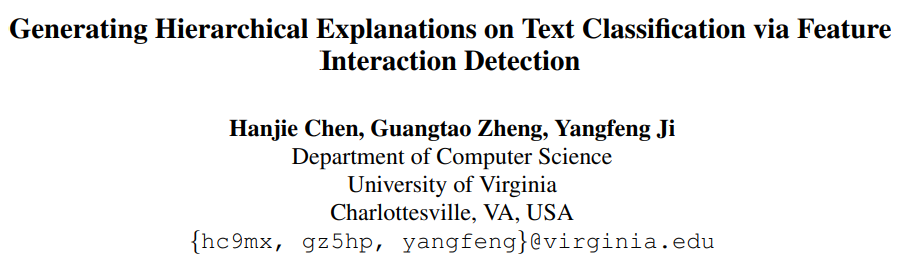 Generating Hierarchical Explanations on Text Classification via Feature
Interaction Detection
Hanjie Chen, Guangtao Zheng, Yangfeng Ji
Department of Computer Science
University of Virginia
Charlottesville, VA, USA
{hc9mx, gz5hp, yangfeng}@virginia.edu